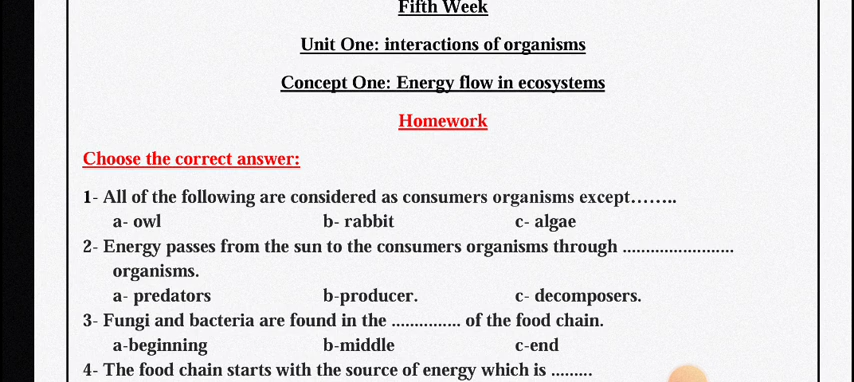 Fifth Week
Unit One: interactions of organisms
Concept One: Energy flow in ecosystems
Homework
Choose the correct answer:
1- All of the following are considered as consumers organisms except........
a- owl b- rabbit c- algae
2- Energy passes from the sun to the consumers organisms through ........................
organisms.
a- predators b-producer. c- decomposers.
3- Fungi and bacteria are found in the ............... of the food chain.
a-beginning b-middle c-end
4- The food chain starts with the source of energy which is .........